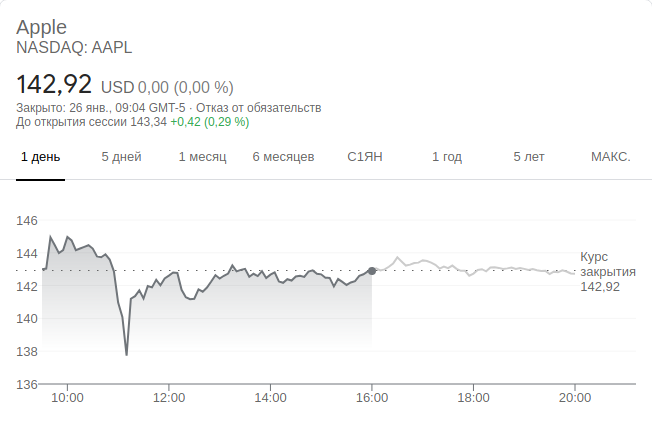 Apple
NASDAQ: AAPL
142,92 USD 0,00 (0,00 %)
Закрыто: 26 янв., 09:04 GMT-5 · Отказ от обязательств
До открытия сессии 143,34 +0,42 (0,29 %)
1 день 5 дней 1 месяц 6 месяцев С1ЯН 1 год 5 лет МАКС.
146
144
142
140
138
136
Курс
закрытия
142,92
10:00 12:00 14:00 16:00 18:00 20:00